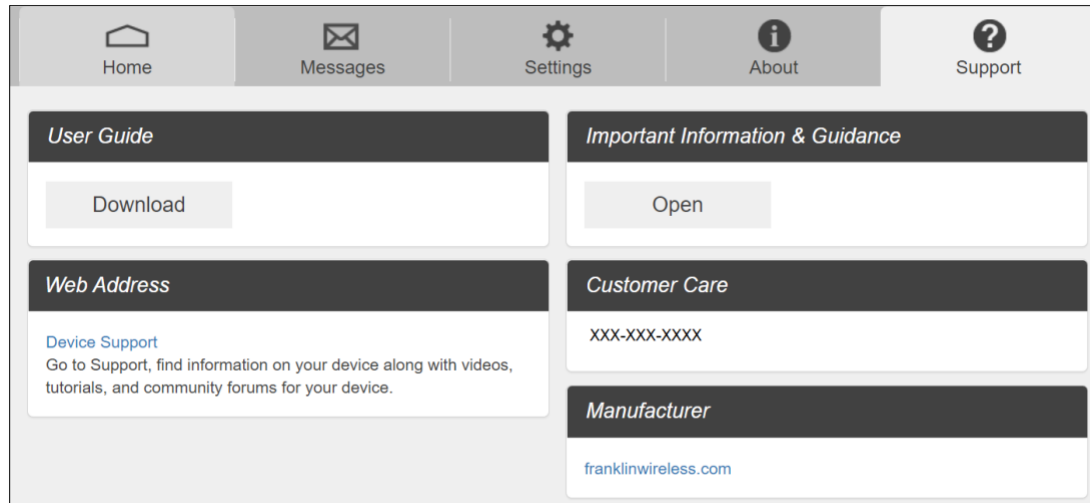 Home
Messages
Settings
About
Support
User Guide
Download
Important Information & Guidance
Open
Web Address
Device Support
Go to Support, find information on your device along with videos,
tutorials, and community forums for your device.
Customer Care
XXX-XXX-XXXX
Manufacturer
franklinwireless.com